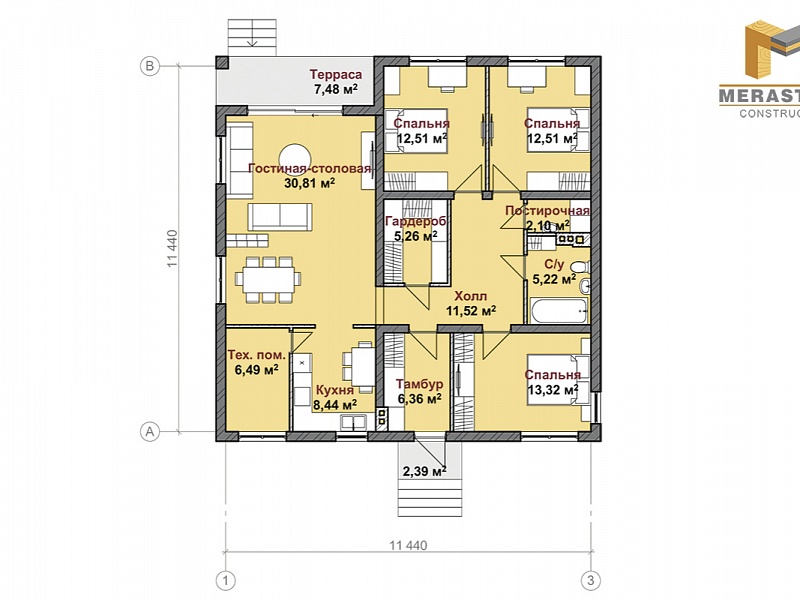 В
Терраса
7,48 м²
MERAST
CONSTRUC
Спальня
12,51 м²
Спальня
12,51 м²
Гостиная-столовая
30,81 м²
Гардероб
5,26 м²
Постирочная
2,10 м²
11 440
С/у
5,22 м²
Холл
11,52 м²
Тех. пом.
6,49 м²
Кухня
8,44 м²
Тамбур
6,36 м²
Спальня
13,32 м²
А
2,39 м²
11 440
1
3